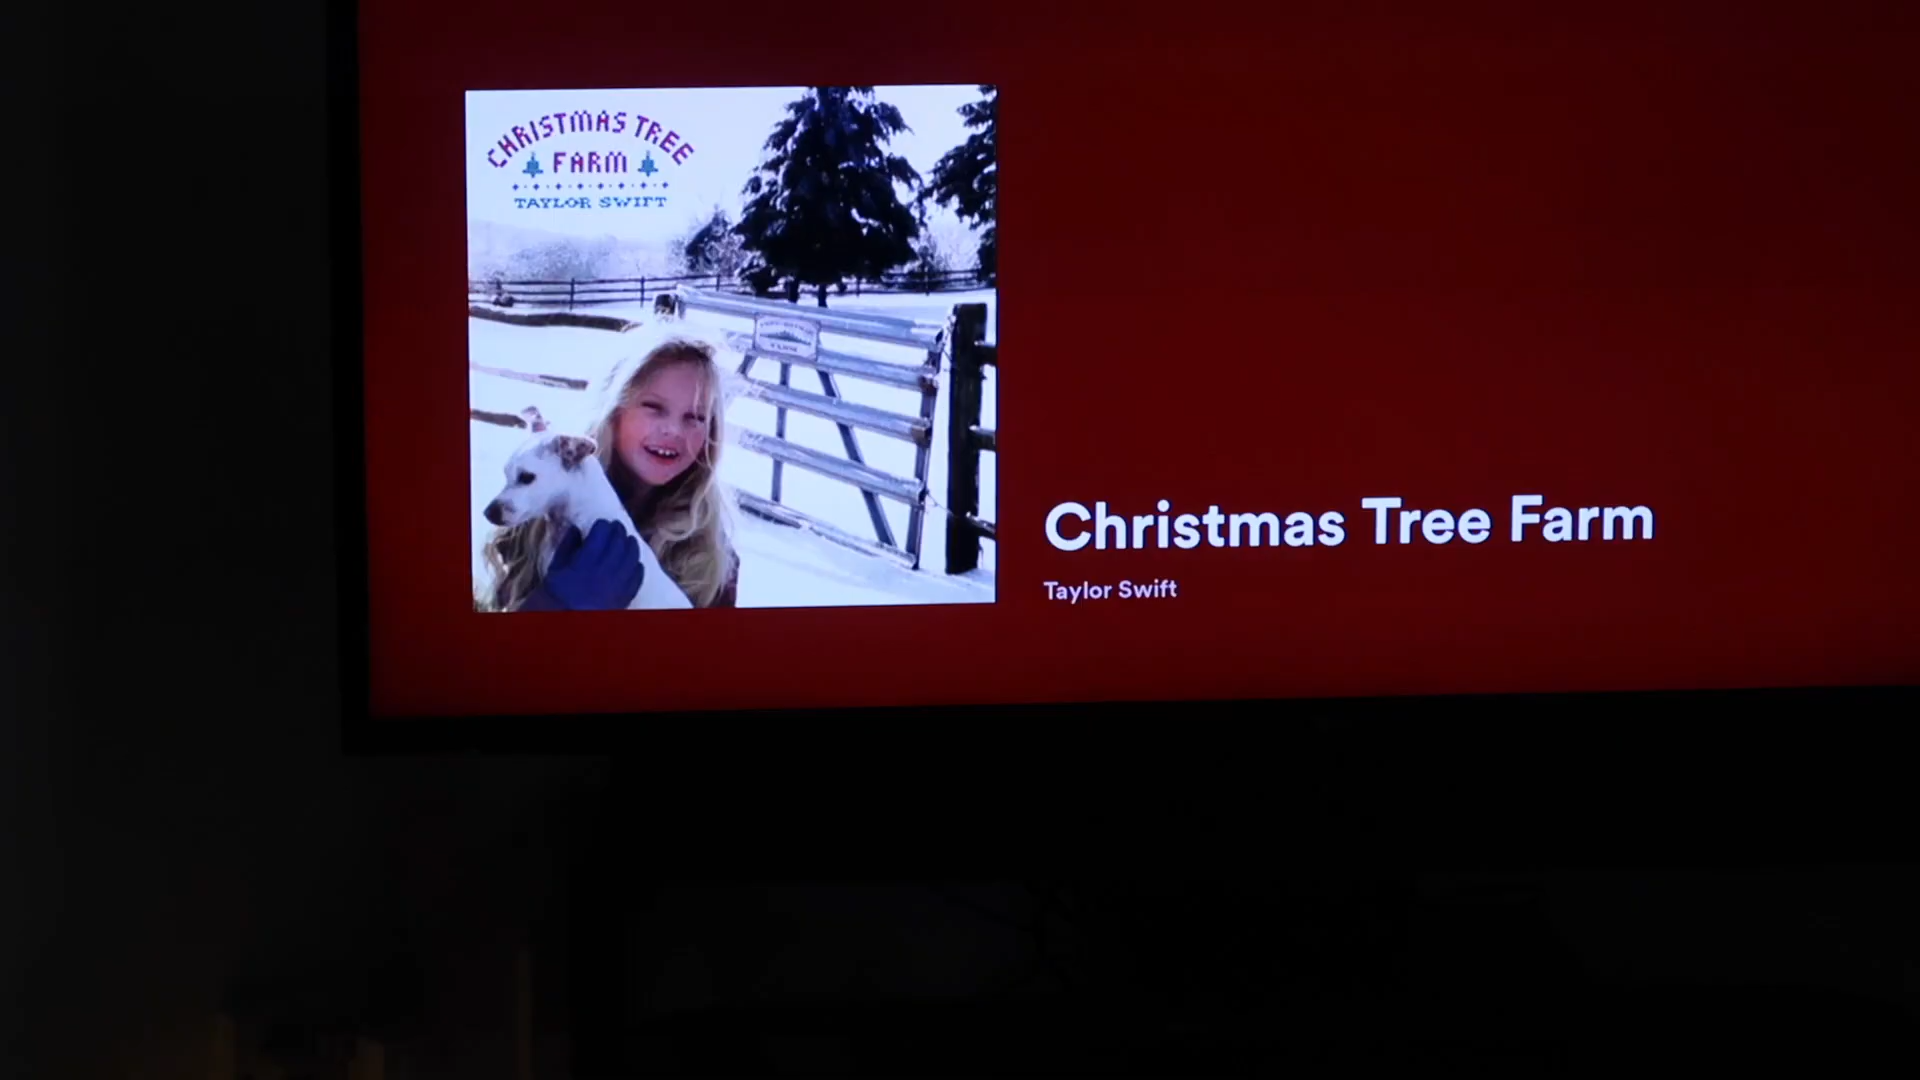 CHRISTMAS TREE
FARM
TAYLOR SWIFT
Christmas Tree Farm
Taylor Swift